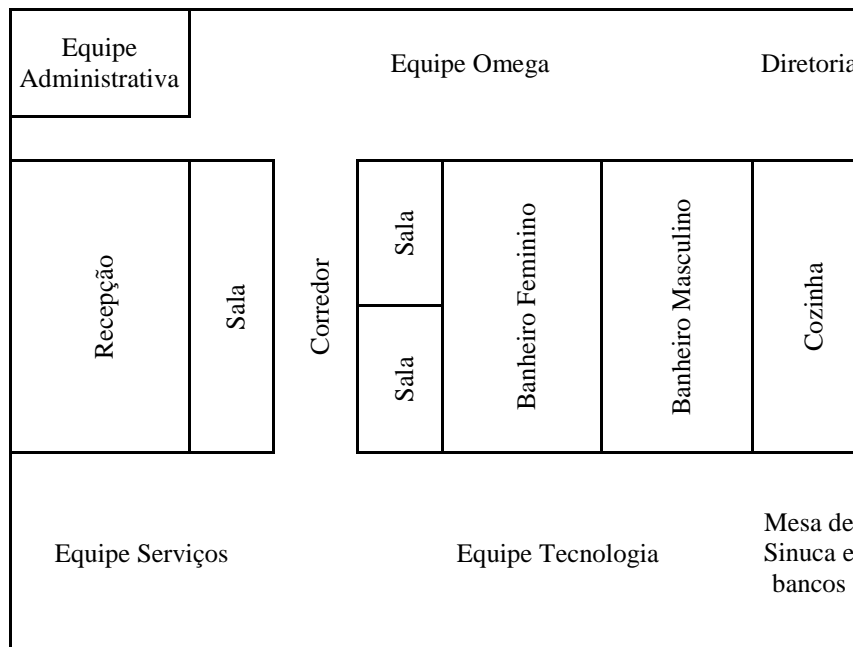 Equipe
Administrativa
Equipe Omega
Diretoria
Recepção
Sala
Corredor
Sala
Sala
Banheiro Feminino
Banheiro Masculino
Cozinha
Equipe Serviços
Equipe Tecnologia
Mesa de
Sinuca e
bancos